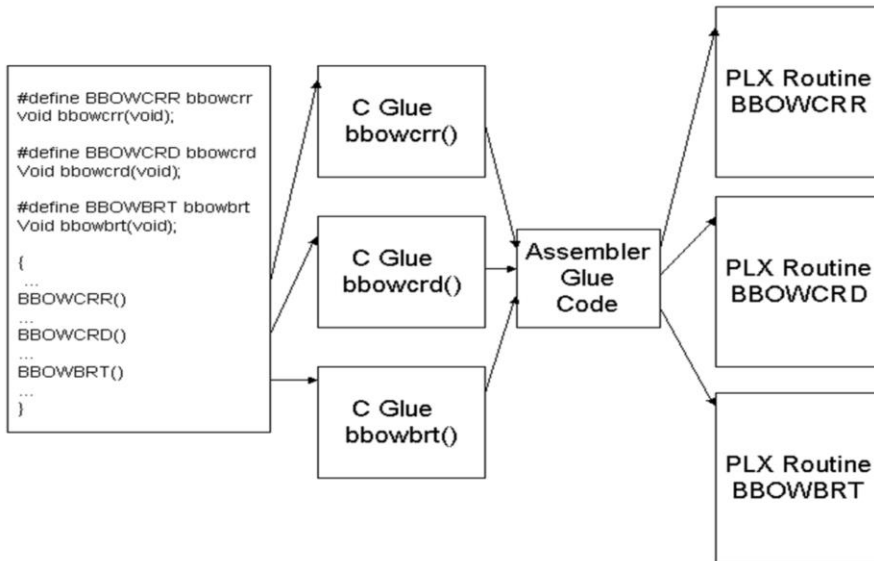 #define BBOWCRR bbowcrr
void bbowcrr(void);
#define BBOWCRD bbowcrd
Void bbowcrd(void);
#define BBOWBRT bbowbrt
Void bbowbrt(void);
{
...
BBOWCRR()
...
BBOWCRD()
...
BBOWBRT()
...
}
C Glue
bbowcrr()
C Glue
bbowcrd()
C Glue
bbowbrt()
Assembler
Glue
Code
PLX Routine
BBOWCRR
PLX Routine
BBOWCRD
PLX Routine
BBOWBRT